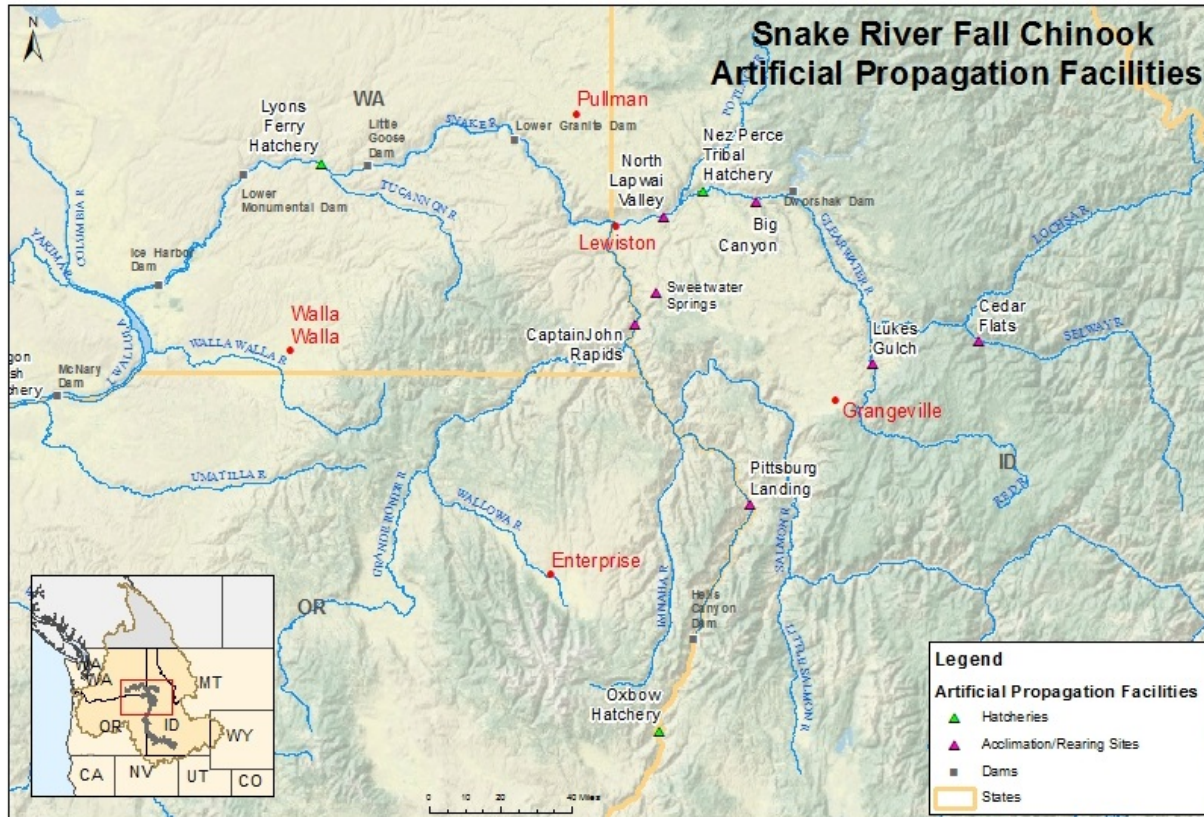 N
Snake River Fall Chinook
Artificial Propagation Facilities
WA
Pullman
Lyons
Ferry
Hatchery
Little
Goose
Dam
SNAKE R
Lower Granite Dam
Nez Perce
Tribal
Hatchery
North
Lapwai
Valley
Lower
Monumental Dam
TUCANNON R
Dworshak Dam
Big
Canyon
Lewiston
COLUMBIA R
YAKIMA R
Ice Harbor
Dam
CLEARWATER R
LOCHSA R
Sweetwater
Springs
Walla
Walla
Captain John
Rapids
Lukes
Gulch
Cedar
Flats
SELWAY R
WALLA WALLA R
McNary
Dam
Grangeville
UMATILLA R
ID
RED R
Pittsburg
Landing
GRANDE RONDE R
WALLOWA R
SALMON R
Enterprise
IMNAHA R
Hells
Canyon
Dam
OR
LITTLE SALMON R
Oxbow
Hatchery
WA
WA
MT
OR
ID
WY
CA
NV
UT
CO
0 10 20 40 Miles
Legend
Artificial Propagation Facilities
Hatcheries
Acclimation/Rearing Sites
Dams
States